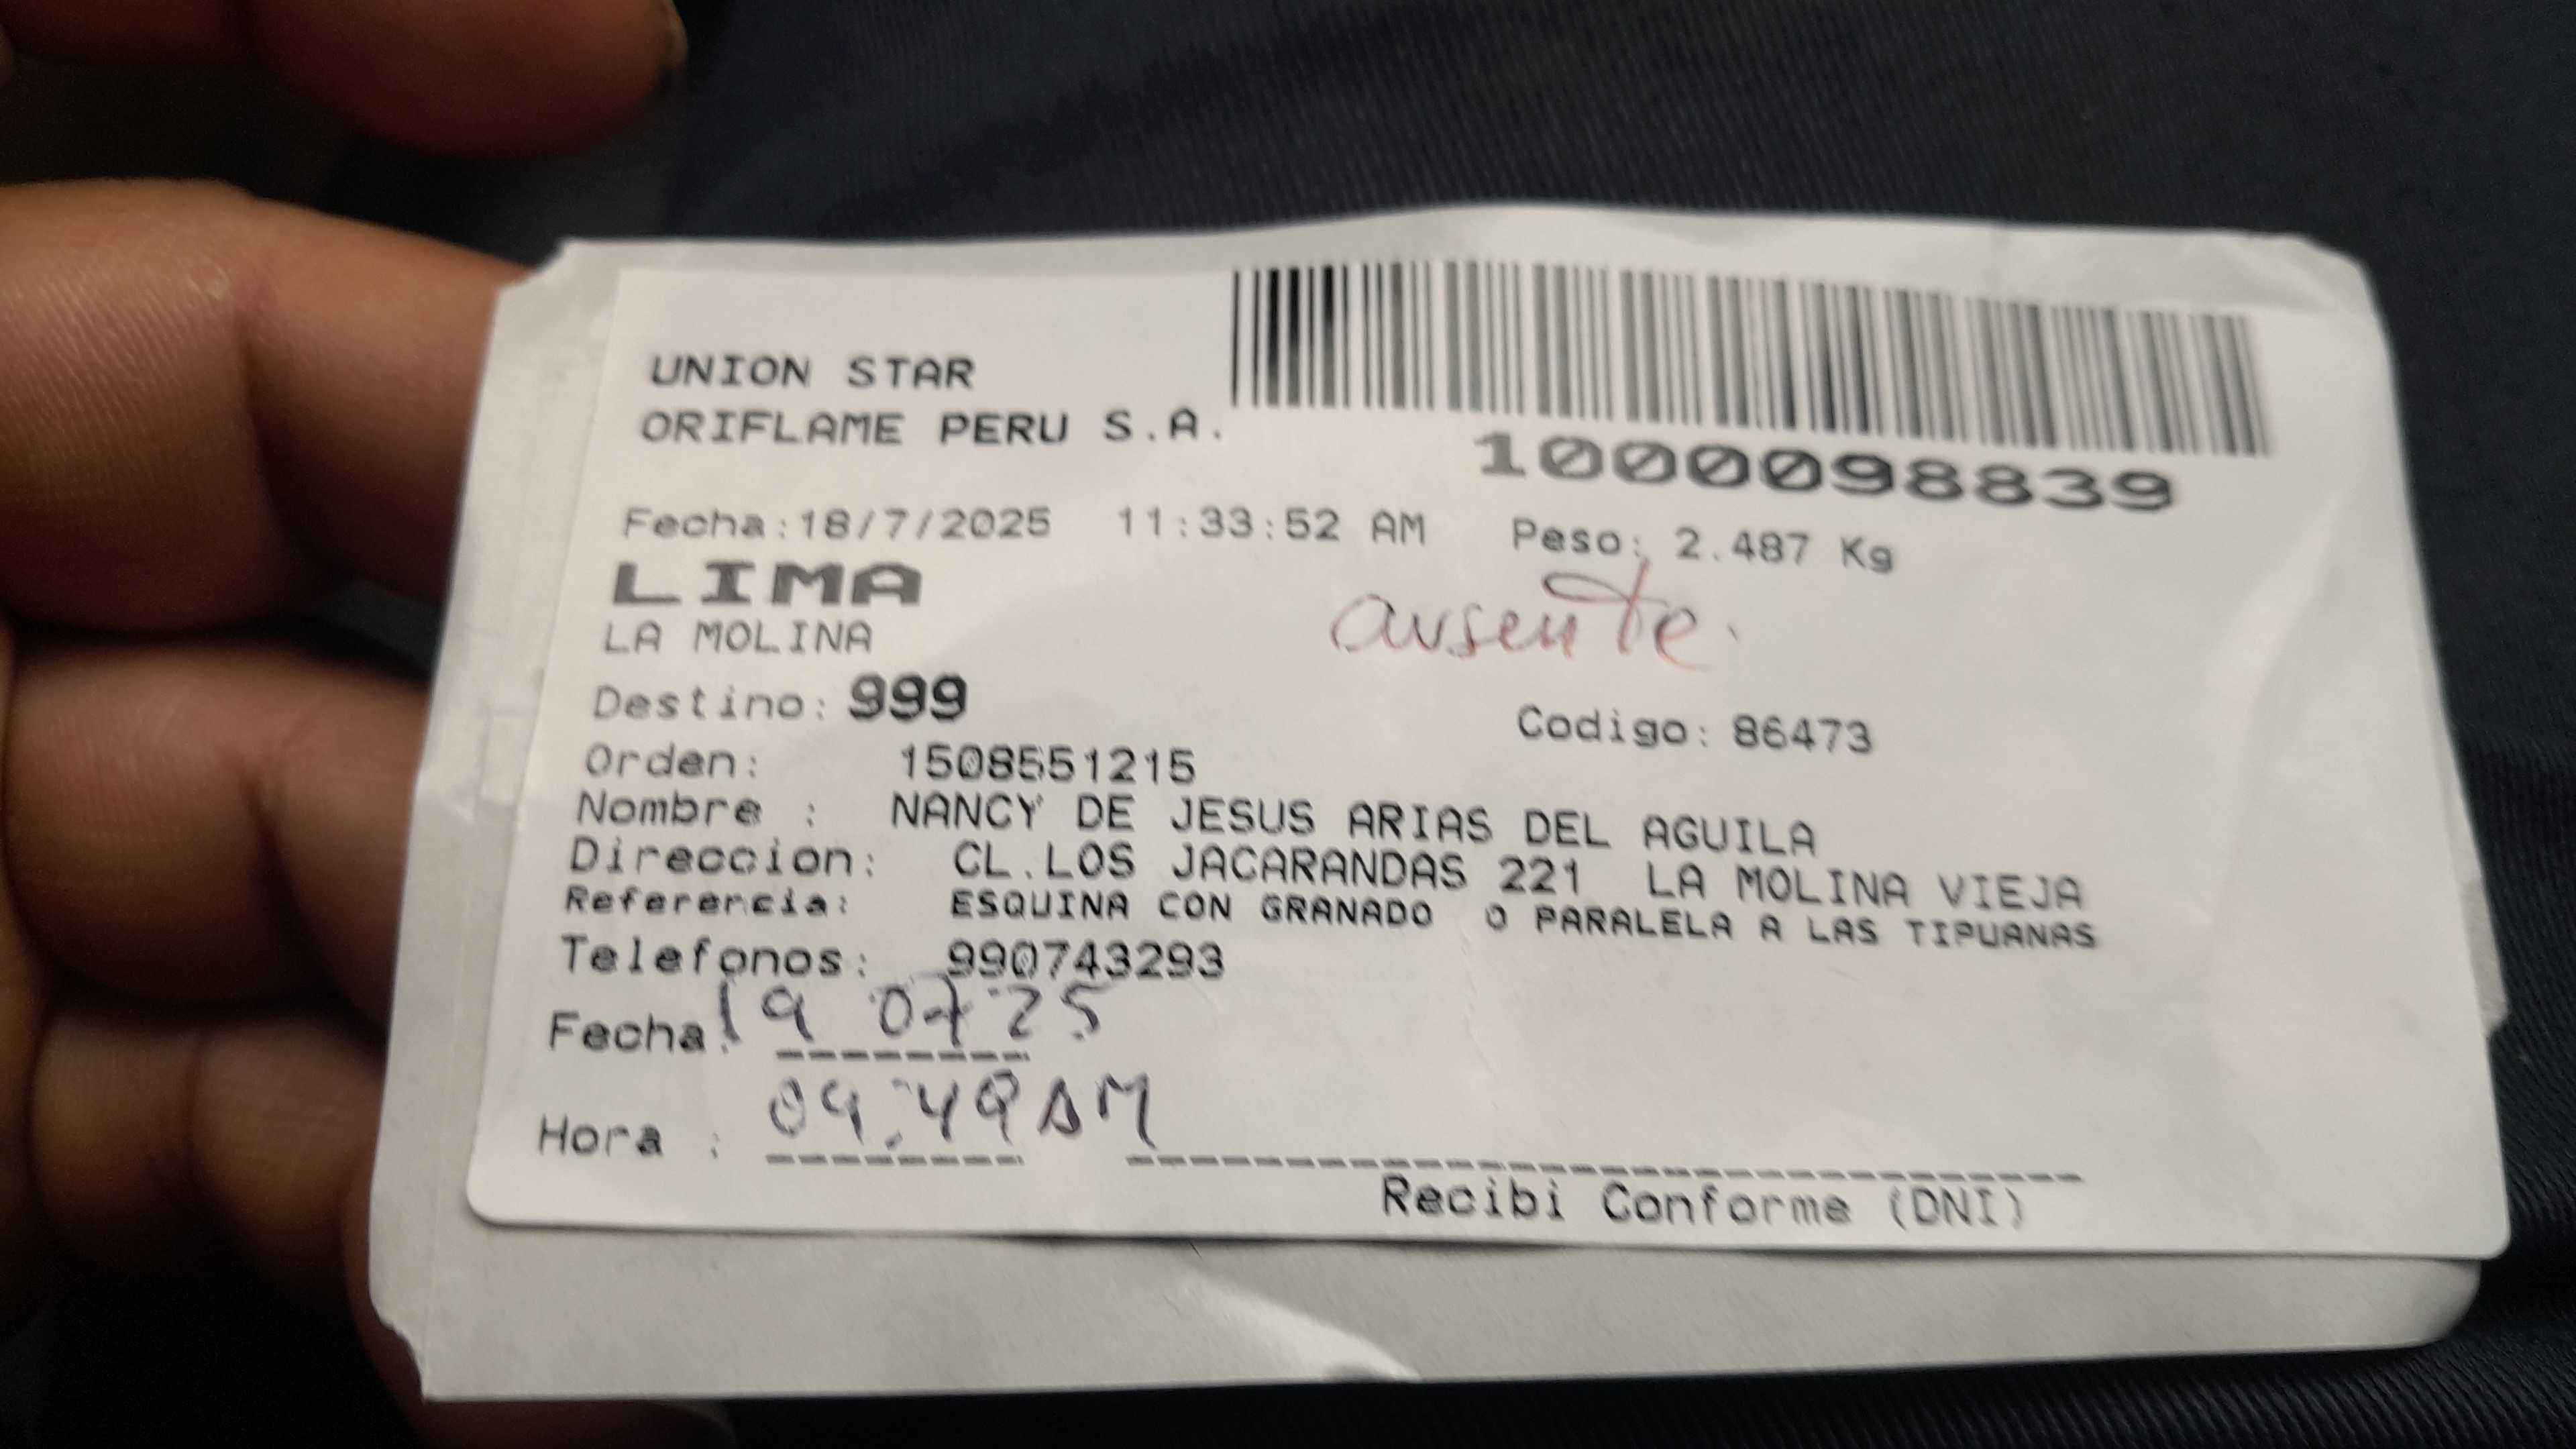 UNION STAR
ORIFLAME PERU S.A.
1000098839
Fecha:18/7/2025 11:33:52 AM Peso: 2.487 Kg
LIMA
ausente.
LA MOLINA
Destino: 999
Codigo: 86473
Orden: 1508551215
Nombre : NANCY DE JESUS ARIAS DEL AGUILA
Direccion: CL.LOS JACARANDAS 221 LA MOLINA VIEJA
Referencia: ESQUINA CON GRANADO O PARALELA A LAS TIPUANAS
Telefonos: 990743293
Fecha: 19 07 25
Hora : 09:49 AM
Recibi Conforme (DNI)